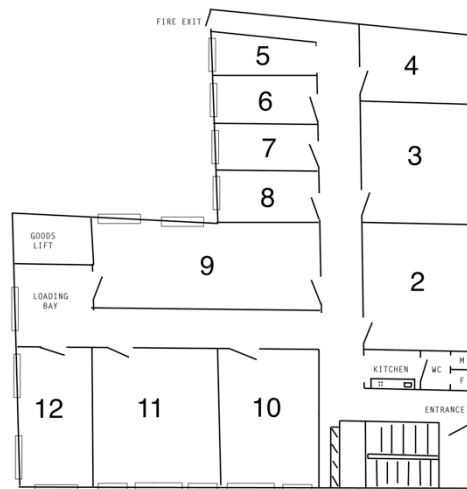 FIRE EXIT
5
4
6
7
3
8
GOODS
LIFT
9
2
LOADING
BAY
KITCHEN
WC
M
F
12
11
10
ENTRANCE